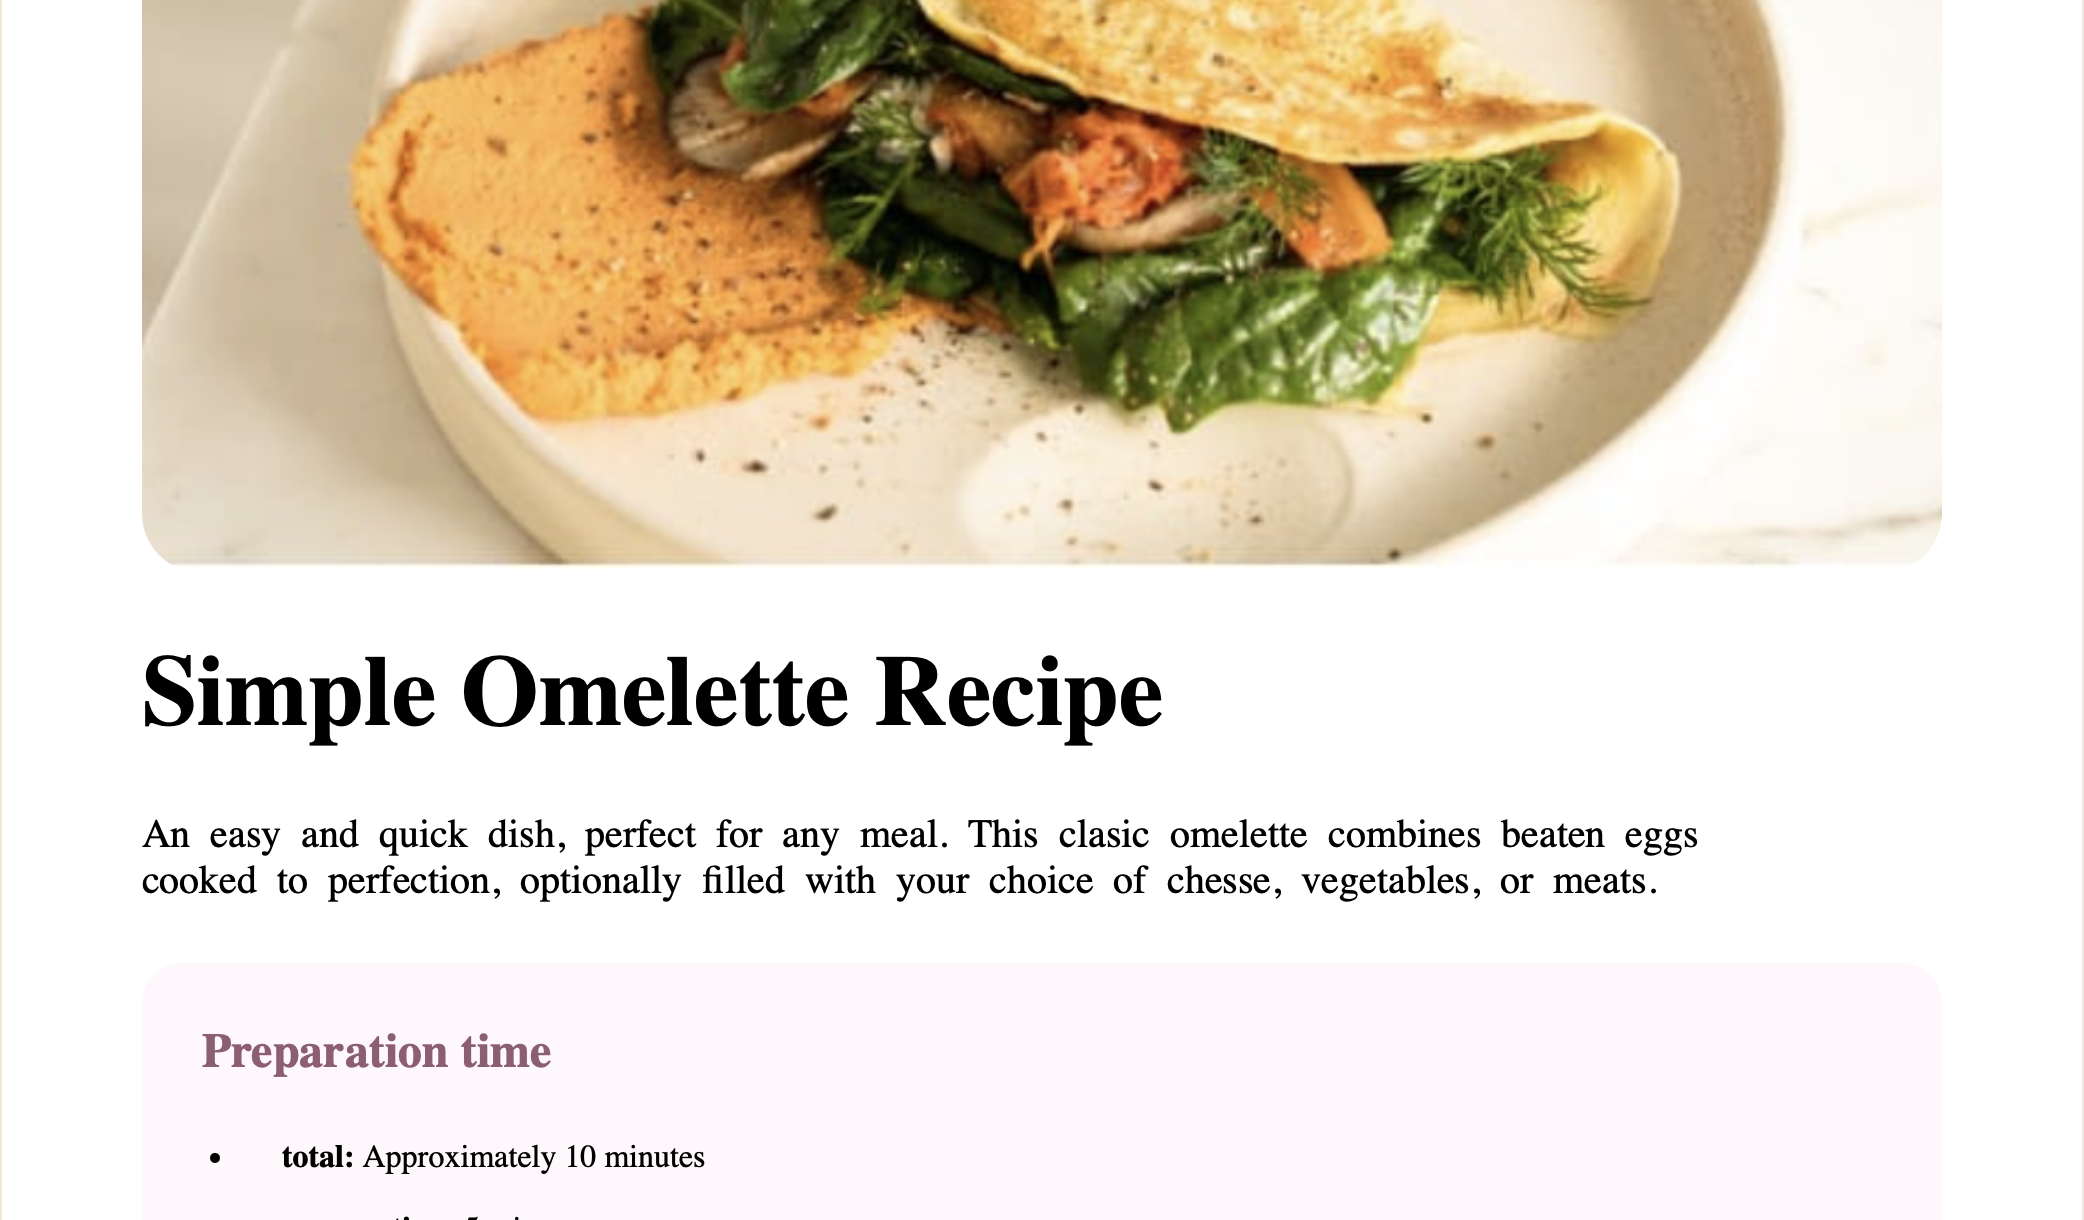 Simple Omelette Recipe
An easy and quick dish, perfect for any meal. This clasic omelette combines beaten eggs
cooked to perfection, optionally filled with your choice of chesse, vegetables, or meats.
Preparation time
• total: Approximately 10 minutes